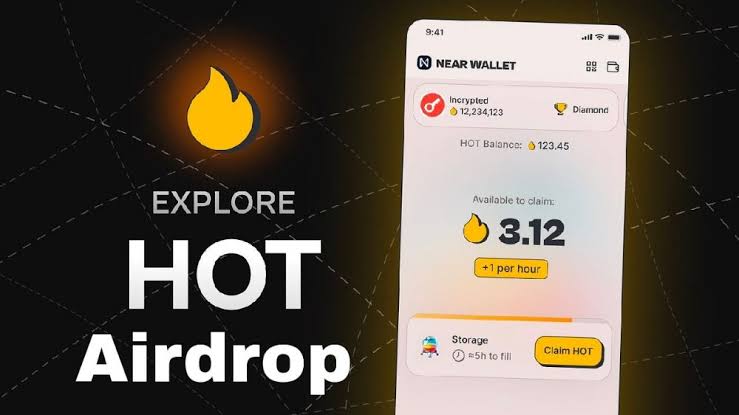 EXPLORE
HOT
Airdrop
9:41
NEAR WALLET
Incrypted
12,234,123
Diamond
HOT Balance: 123.45
Available to claim:
3.12
+1 per hour
Storage
≈5h to fill
Claim HOT